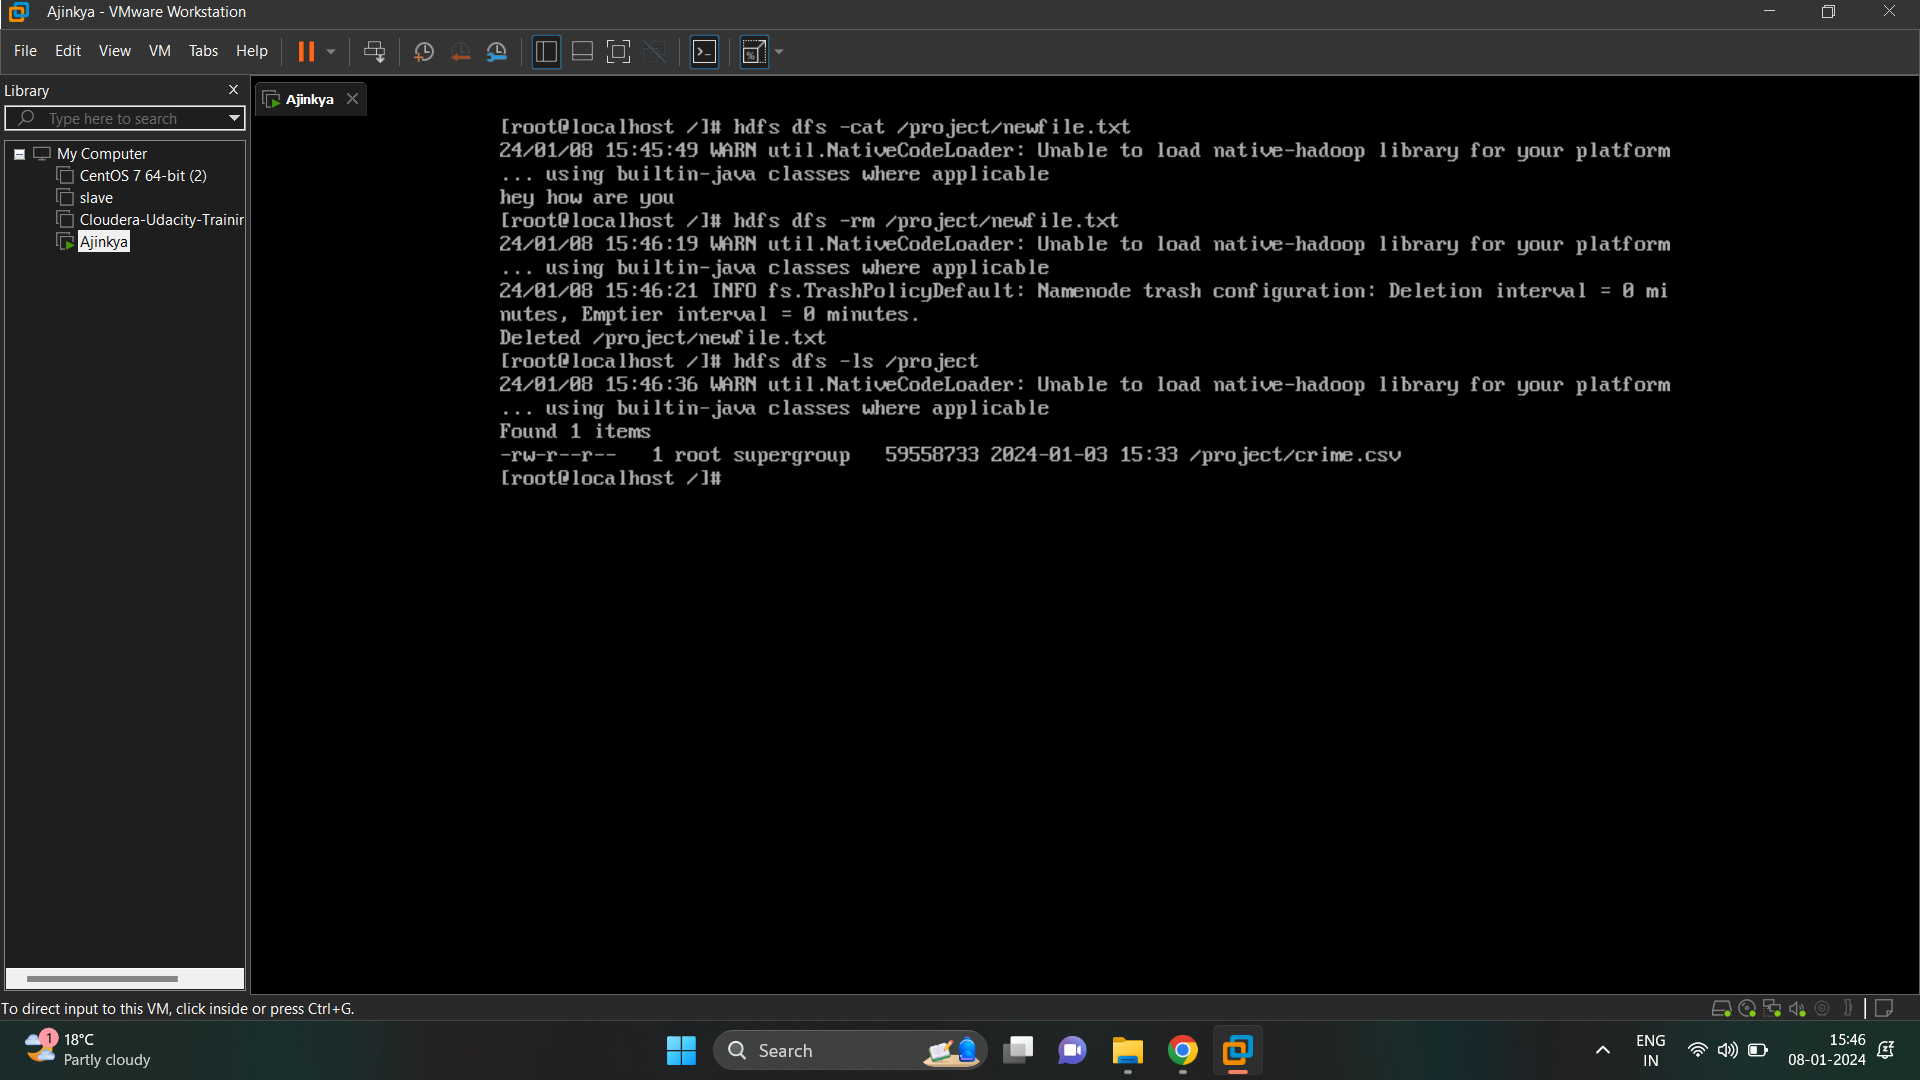 Ajinkya - VMware Workstation
File Edit View VM Tabs Help
Library
Type here to search
My Computer
CentOS 7 64-bit (2)
slave
Cloudera-Udacity-Trainin
Ajinkya
Ajinkya
[root@localhost /]# hdfs dfs -cat /project/newfile.txt
24/01/08 15:45:49 WARN util.NativeCodeLoader: Unable to load native-hadoop library for your platform
... using builtin-java classes where applicable
hey how are you
[root@localhost /]# hdfs dfs -rm /project/newfile.txt
24/01/08 15:46:19 WARN util.NativeCodeLoader: Unable to load native-hadoop library for your platform
... using builtin-java classes where applicable
24/01/08 15:46:21 INFO fs.TrashPolicyDefault: Namenode trash configuration: Deletion interval = 0 mi
nutes, Emptier interval = 0 minutes.
Deleted /project/newfile.txt
[root@localhost /]# hdfs dfs -ls /project
24/01/08 15:46:36 WARN util.NativeCodeLoader: Unable to load native-hadoop library for your platform
... using builtin-java classes where applicable
Found 1 items
-rw-r--r--   1 root supergroup   59558733 2024-01-03 15:33 /project/crime.csv
[root@localhost /]#
To direct input to this VM, click inside or press Ctrl+G.
1
18°C
Partly cloudy
Search
ENG
IN
15:46
08-01-2024